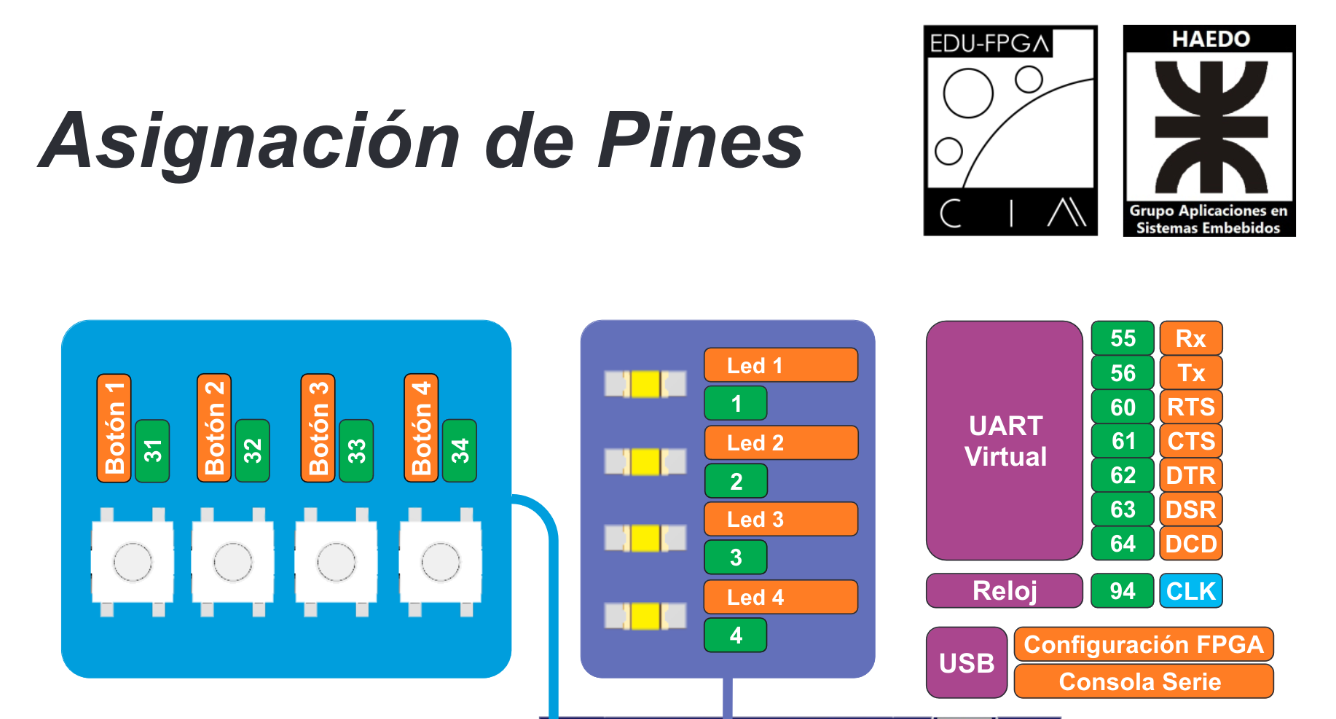 EDU-FPGA
CIAA
HAEDO
Grupo Aplicaciones en
Sistemas Embebidos
Asignación de Pines
Botón 1
31
Botón 2
32
Botón 3
33
Botón 4
34
Led 1
1
Led 2
2
Led 3
3
Led 4
4
UART
Virtual
55 Rx
56 Tx
60 RTS
61 CTS
62 DTR
63 DSR
64 DCD
Reloj 94 CLK
USB
Configuración FPGA
Consola Serie